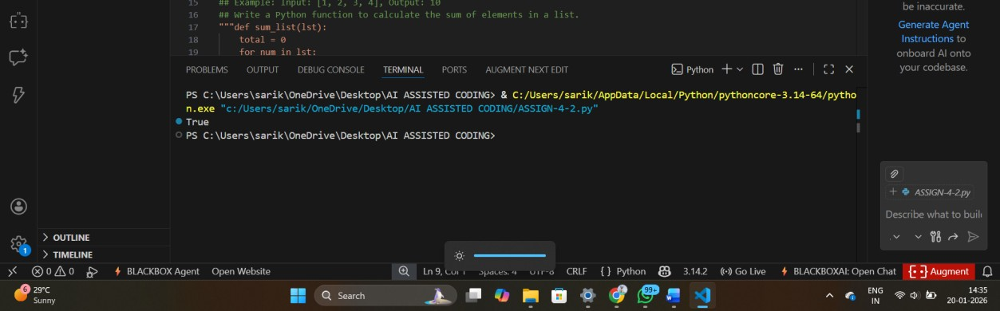 15 ## Example: Input: [1, 2, 3, 4], Output: 10
16 ## Write a Python function to calculate the sum of elements in a list.
17 """def sum_list(lst):
18 total = 0
19 for num in lst:
be inaccurate.
Generate Agent
Instructions to
onboard AI onto
your codebase.
PROBLEMS OUTPUT DEBUG CONSOLE TERMINAL PORTS AUGMENT NEXT EDIT Python
PS C:\Users\sarik\OneDrive\Desktop\AI ASSISTED CODING> & C:/Users/sarik/AppData/Local/Python/pythoncore-3.14-64/pytho
n.exe "c:/Users/sarik/OneDrive/Desktop/AI ASSISTED CODING/ASSIGN-4-2.py"
True
PS C:\Users\sarik\OneDrive\Desktop\AI ASSISTED CODING>
ASSIGN-4-2.py
Describe what to buil
OUTLINE
1
TIMELINE
0 0 BLACKBOX Agent Open Website Ln 9, Col 1 Spaces: 4 UTF-8 CRLF { } Python 3.14.2 Go Live BLACKBOXAI: Open Chat Augment
6 29°C
Sunny
Search
99+
ENG
IN
14:35
20-01-2026